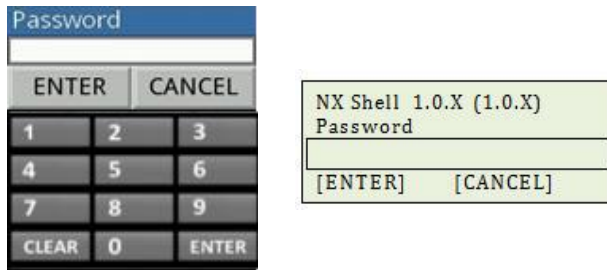 Password
ENTER CANCEL
1 2 3
4 5 6
7 8 9
CLEAR 0 ENTER
NX Shell 1.0.X (1.0.X)
Password
[ENTER] [CANCEL]